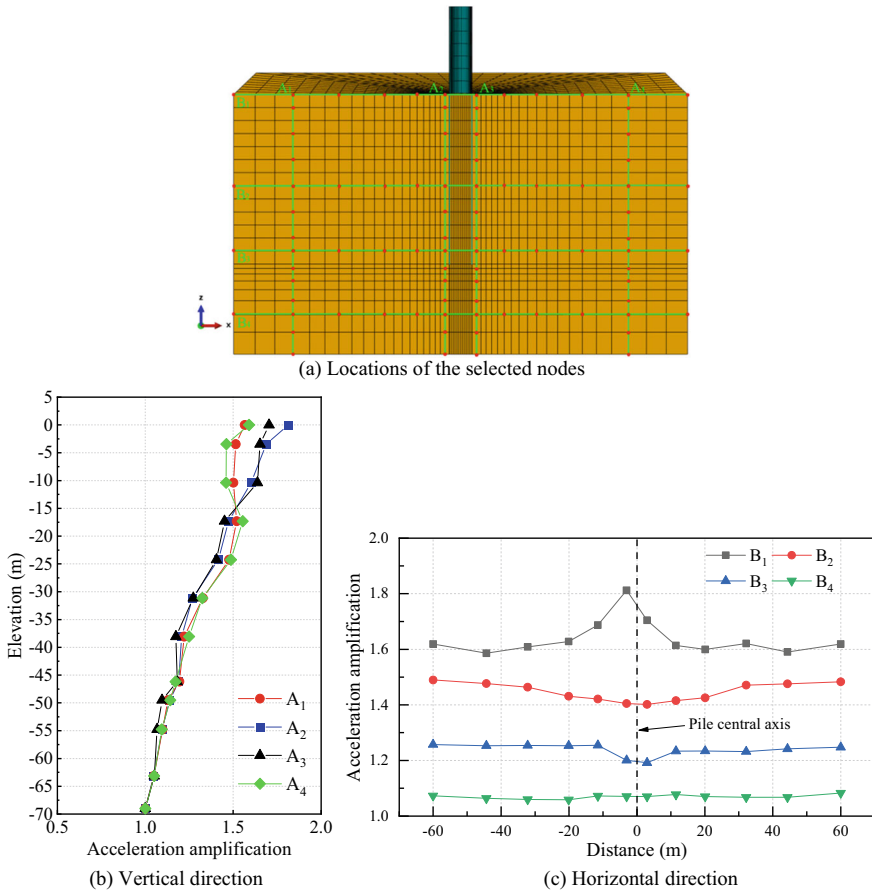 A₁
A₂
A₃
A₄
B₁
B₂
B₃
B₄
z
x
(a) Locations of the selected nodes
5
0
-5
-10
-15
-20
-25
-30
-35
-40
-45
-50
-55
-60
-65
-70
Elevation (m)
A₁
A₂
A₃
A₄
0.5 1.0 1.5 2.0
Acceleration amplification
(b) Vertical direction
2.0
1.8
1.6
1.4
1.2
1.0
Acceleration amplification
B₁ B₂
B₃ B₄
Pile central axis
-60 -40 -20 0 20 40 60
Distance (m)
(c) Horizontal direction